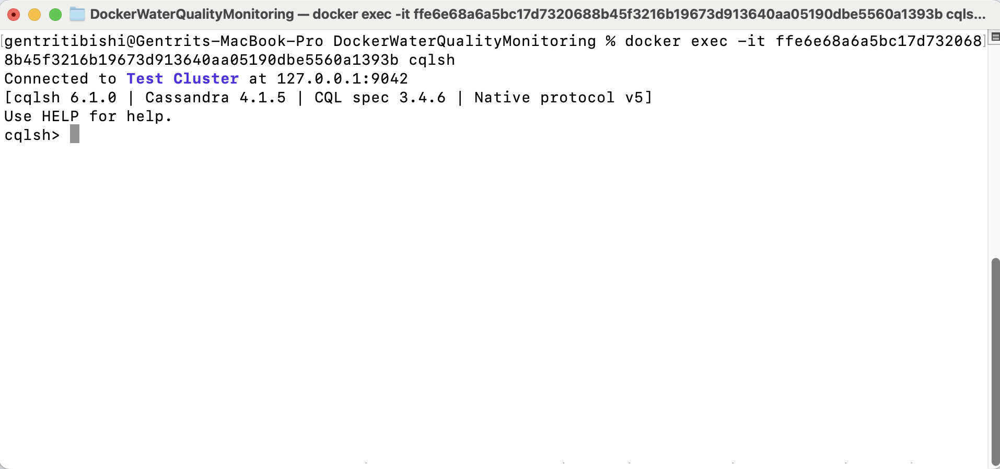 DockerWaterQualityMonitoring — docker exec -it ffe6e68a6a5bc17d7320688b45f3216b19673d913640aa05190dbe5560a1393b cqls...
[gentritibishi@Gentrits-MacBook-Pro DockerWaterQualityMonitoring % docker exec -it ffe6e68a6a5bc17d732068]
8b45f3216b19673d913640aa05190dbe5560a1393b cqlsh
Connected to Test Cluster at 127.0.0.1:9042
[cqlsh 6.1.0 | Cassandra 4.1.5 | CQL spec 3.4.6 | Native protocol v5]
Use HELP for help.
cqlsh>